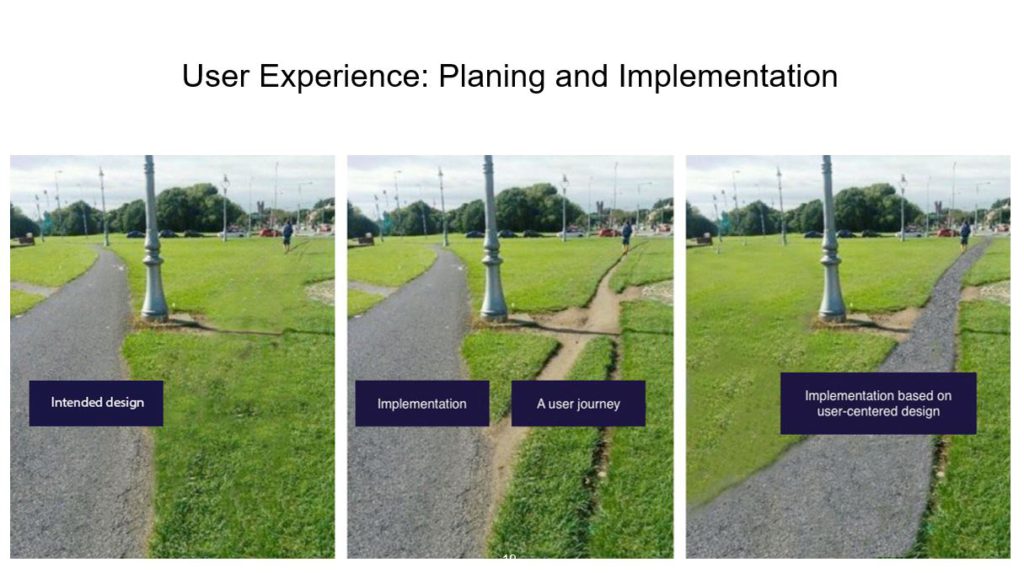 User Experience: Planing and Implementation
Intended design
Implementation
A user journey
Implementation based on
user-centered design